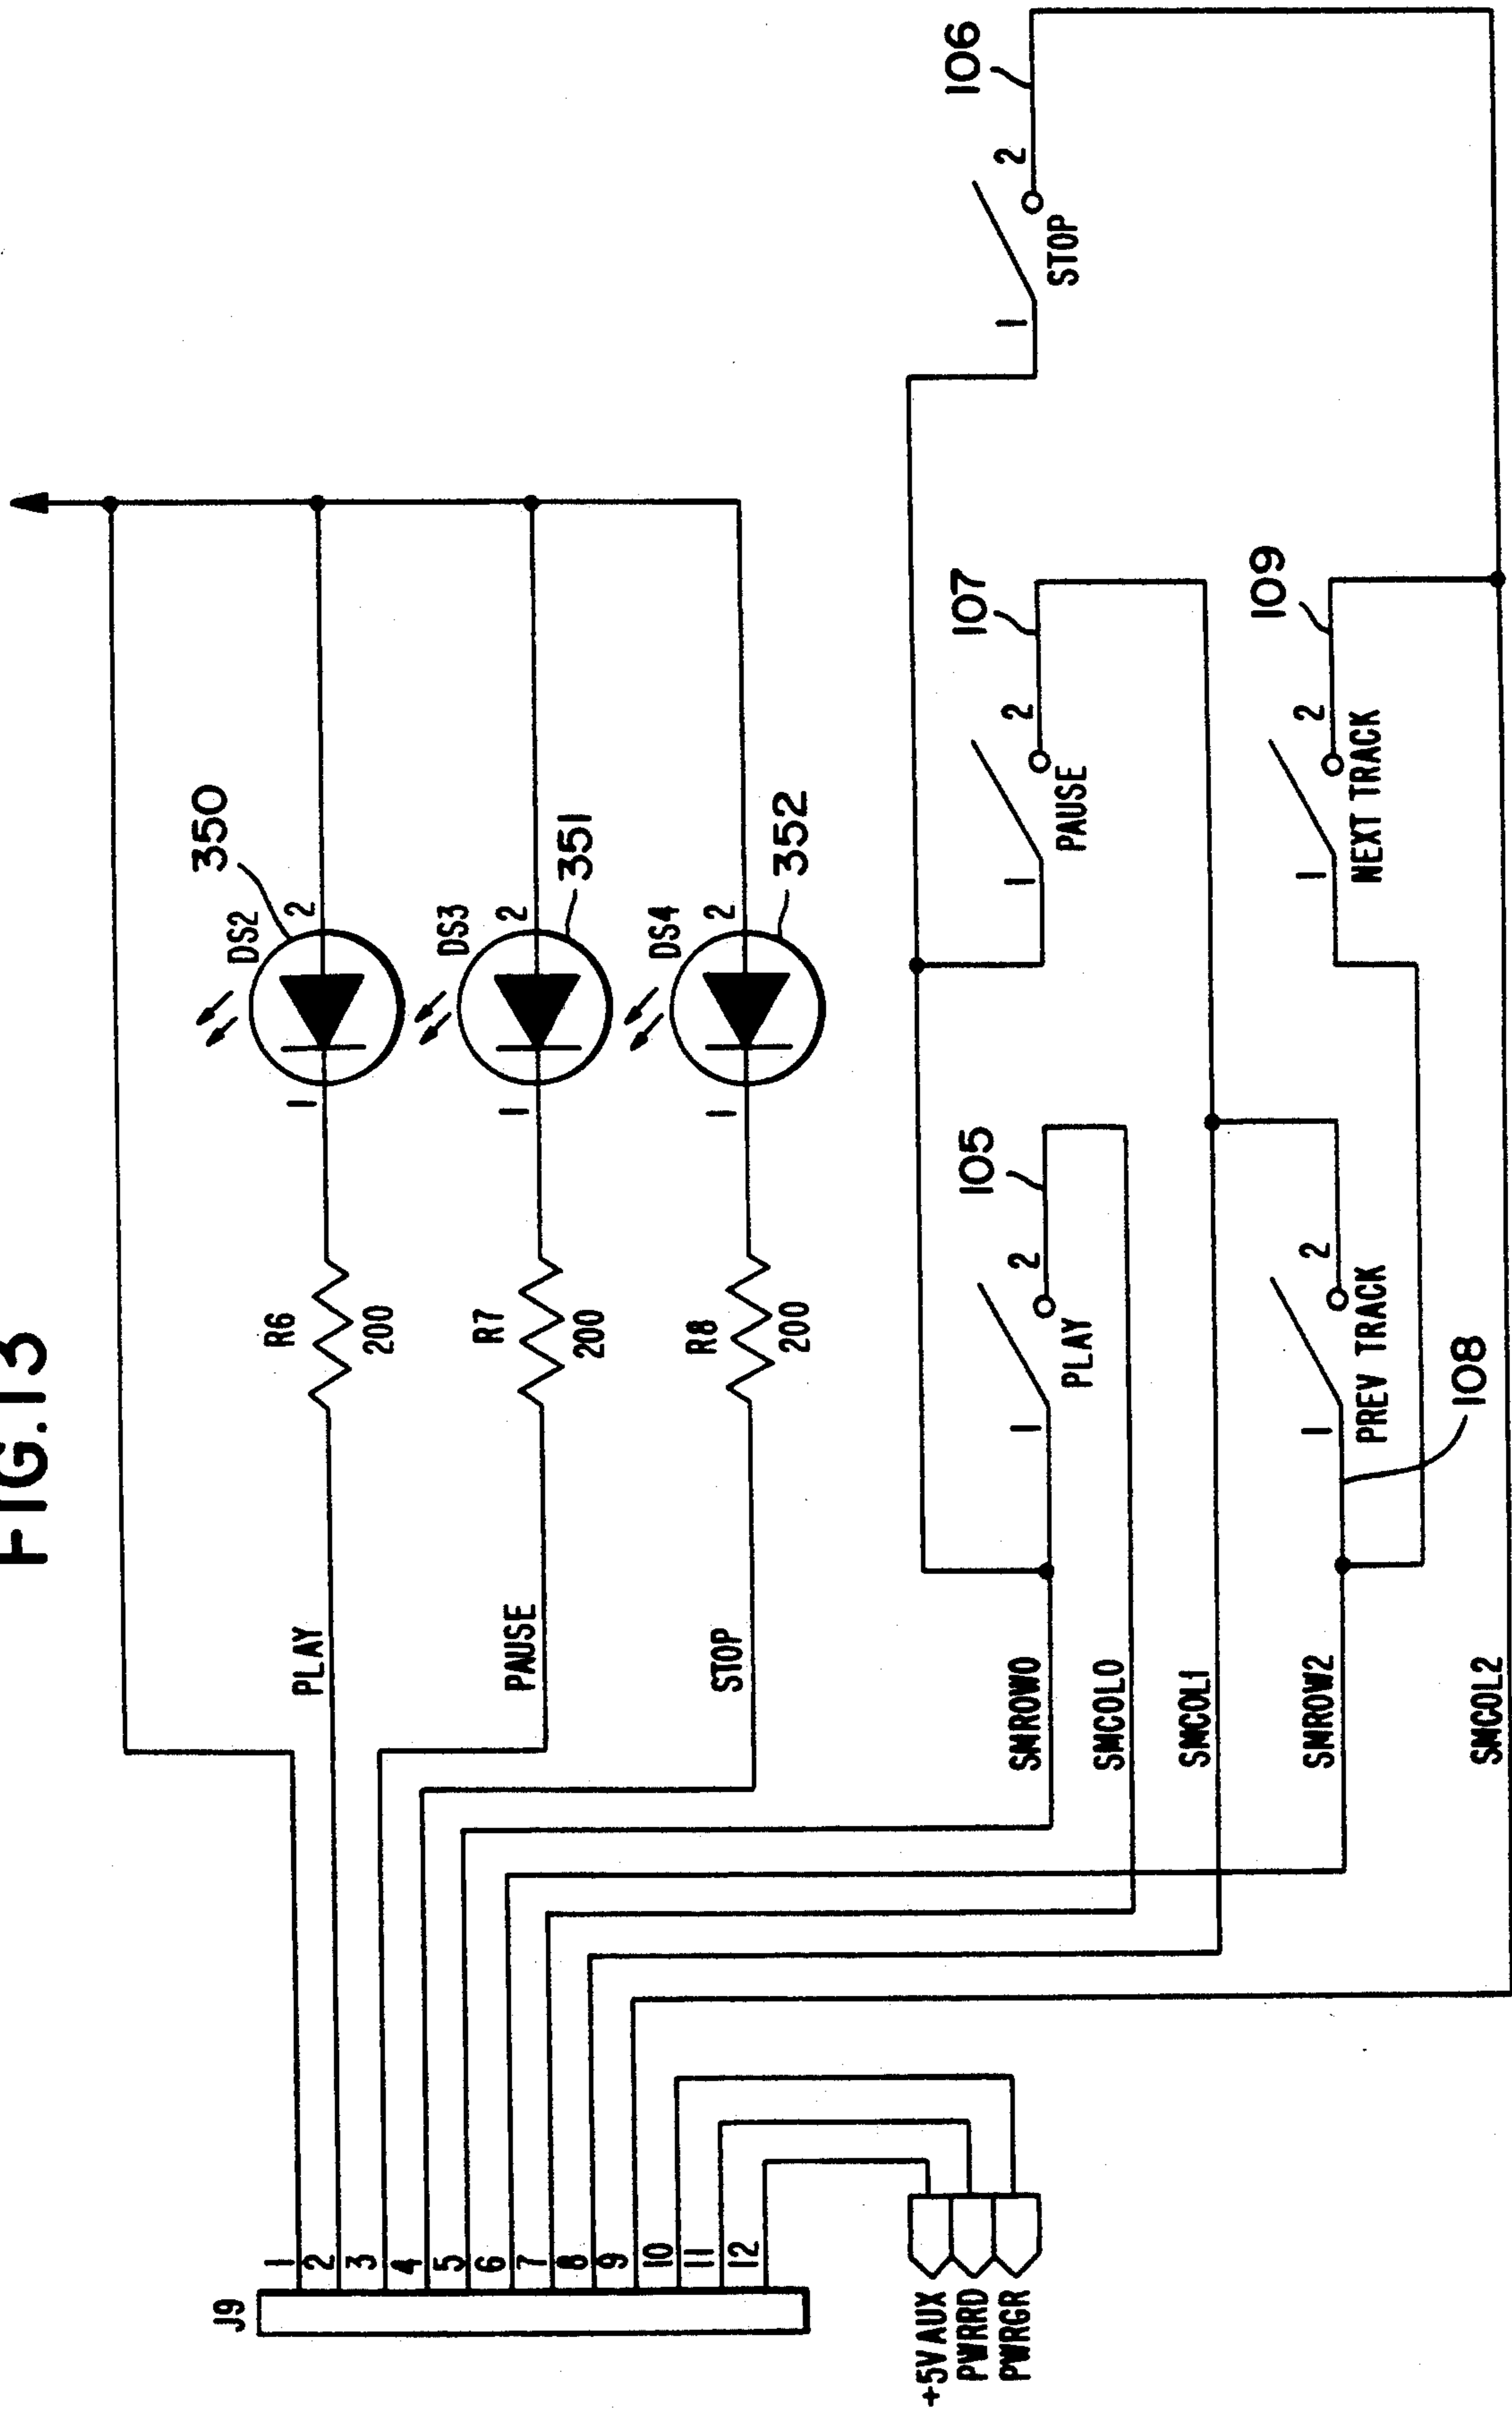 FIG.13
J9
1
2
3
4
5
6
7
8
9
10
11
12
+5VAUX
PWRRD
PWRGR
PLAY
R6
200
1
DS2
2
350
PAUSE
R7
200
1
DS3
2
351
STOP
R8
200
1
DS4
2
352
SMROW0
SMCOL0
SMCOL1
SMROW2
SMCOL2
1
2
PLAY
105
1
2
PAUSE
107
1
2
STOP
106
1
2
PREV TRACK
108
1
2
NEXT TRACK
109